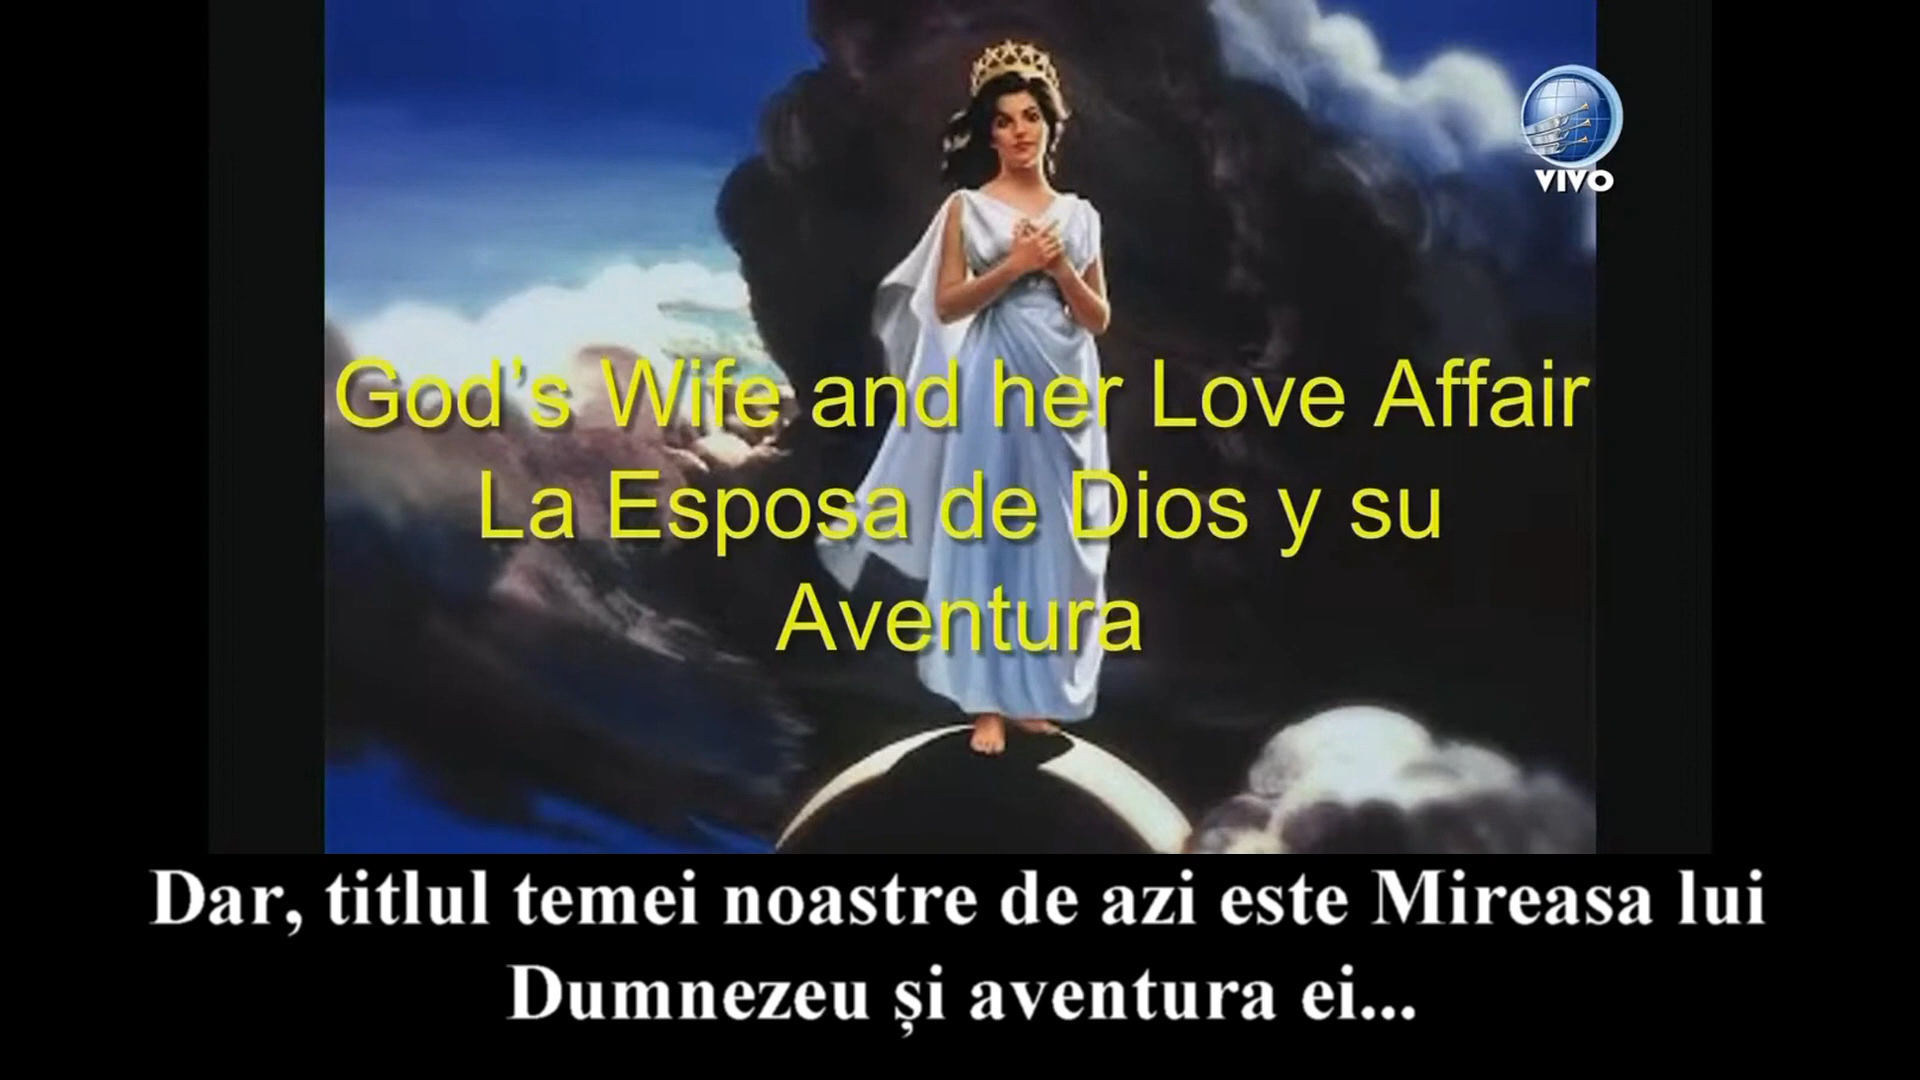 VIVO
God's Wife and her Love Affair
La Esposa de Dios y su
Aventura
Dar, titlul temei noastre de azi este Mireasa lui
Dumnezeu și aventura ei...